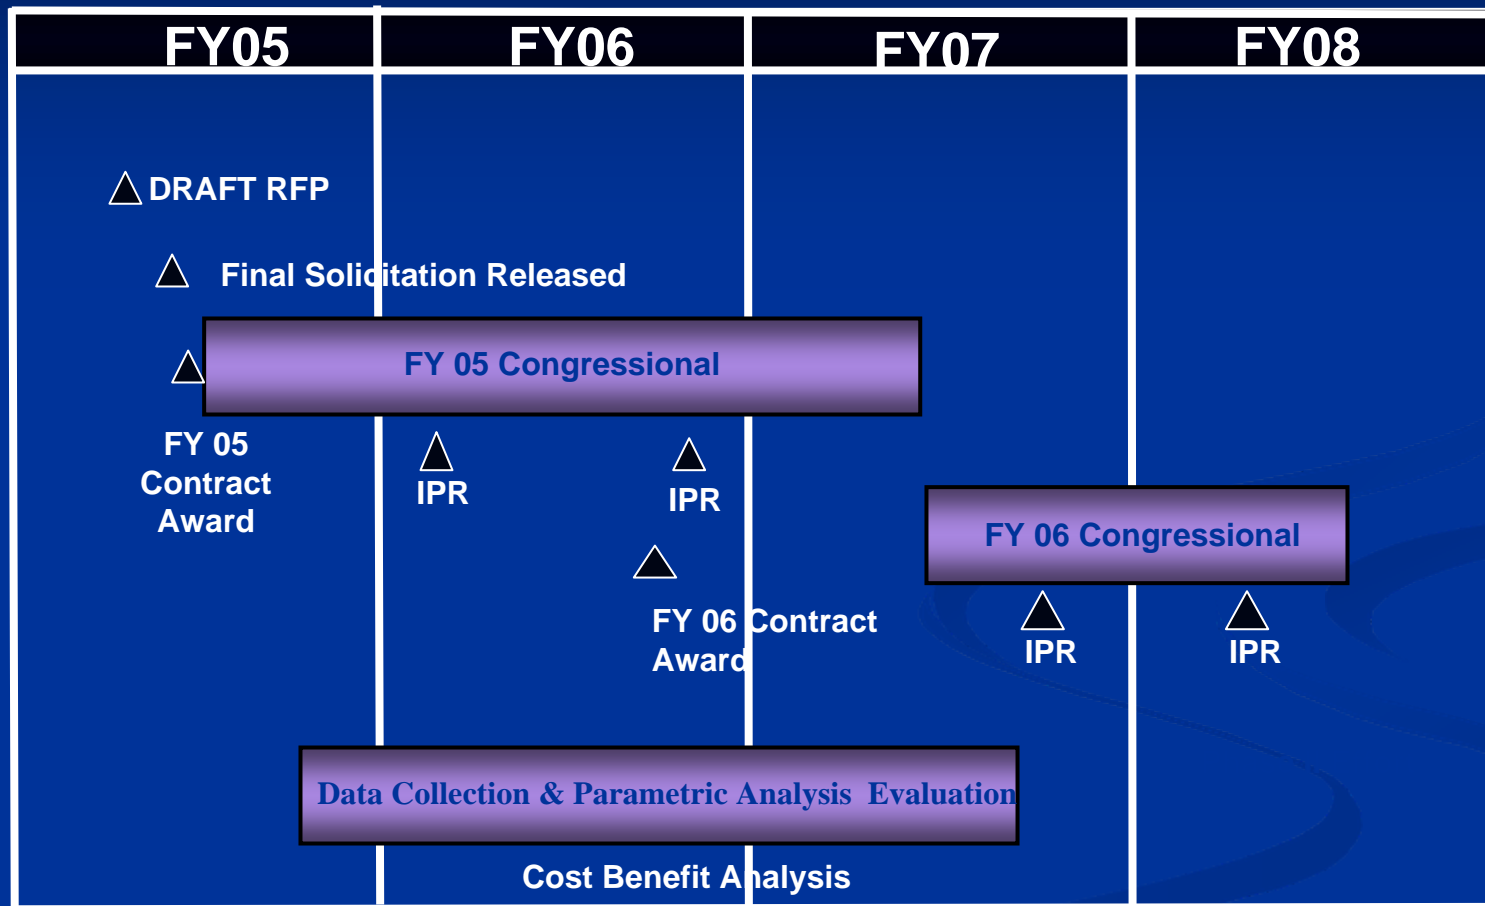 FY05
FY06
FY07
FY08
DRAFT RFP
Final Solicitation Released
FY 05 Congressional
FY 05
Contract
Award
IPR
IPR
FY 06 Congressional
FY 06 Contract
Award
IPR
IPR
Data Collection & Parametric Analysis Evaluation
Cost Benefit Analysis